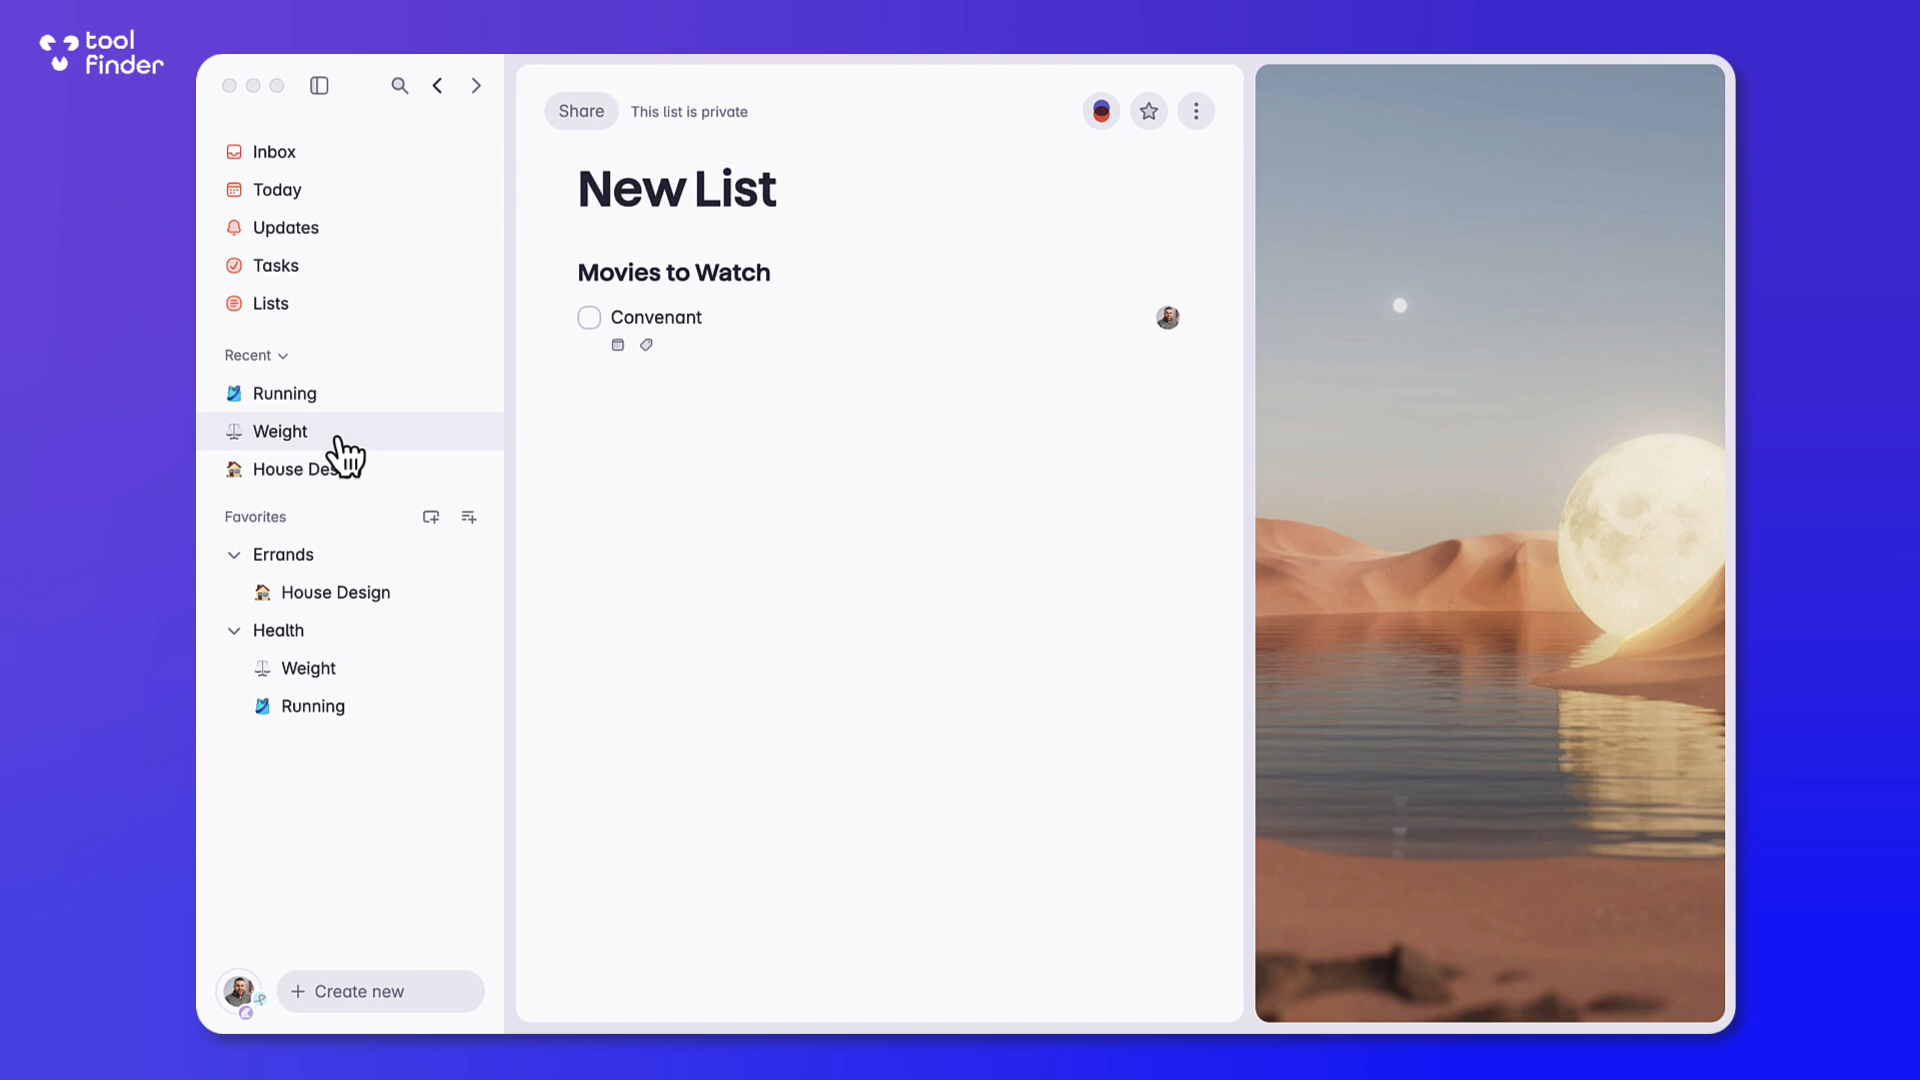 tool
finder
Inbox
Today
Updates
Tasks
Lists
Recent
Running
Weight
House Des
Favorites
Errands
House Design
Health
Weight
Running
+ Create new
Share
This list is private
New List
Movies to Watch
Convenant